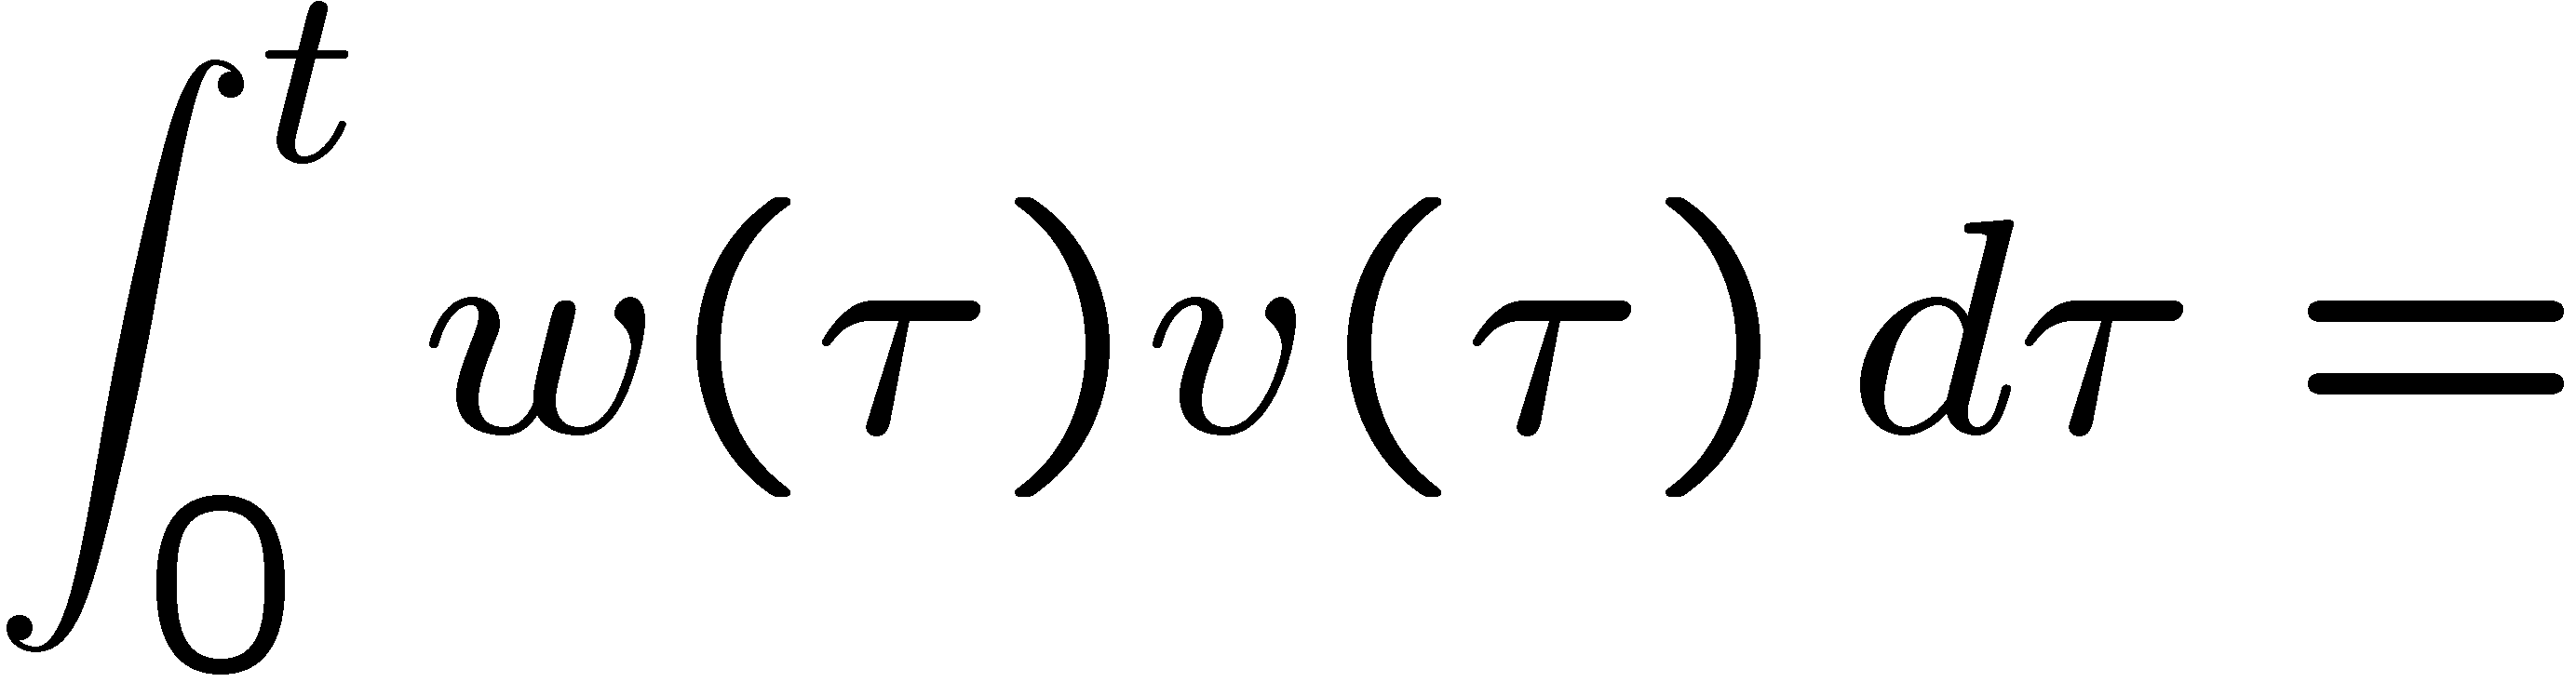 ∫₀ᵗ w(τ)v(τ) dτ =